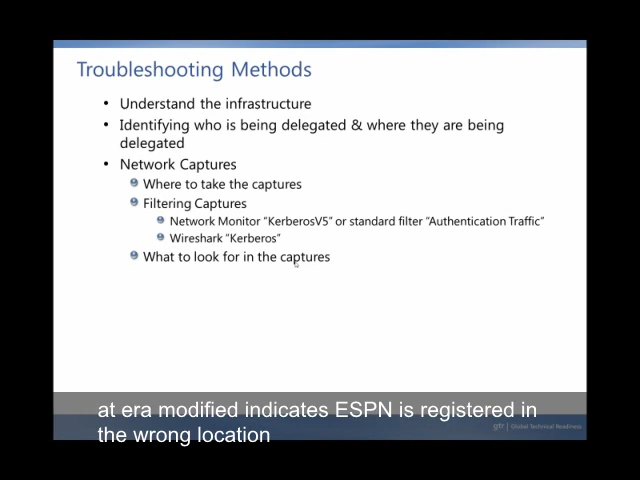 Troubleshooting Methods
• Understand the infrastructure
• Identifying who is being delegated & where they are being
delegated
• Network Captures
Where to take the captures
Filtering Captures
Network Monitor “KerberosV5” or standard filter “Authentication Traffic”
Wireshark “Kerberos”
What to look for in the captures
at era modified indicates ESPN is registered in
the wrong location
gtr | Global Technical Readiness